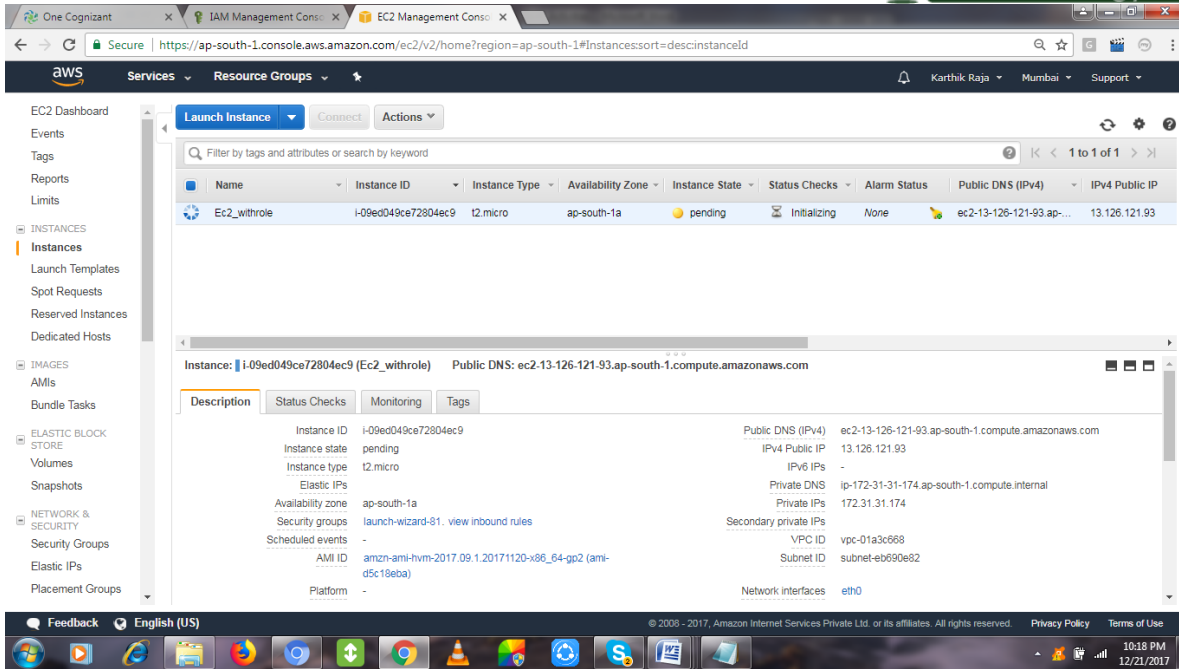 One Cognizant
IAM Management Conso
EC2 Management Conso
Secure | https://ap-south-1.console.aws.amazon.com/ec2/v2/home?region=ap-south-1#Instances:sort=desc:instanceId
aws Services Resource Groups Karthik Raja Mumbai Support
EC2 Dashboard
Events
Tags
Reports
Limits
INSTANCES
Instances
Launch Templates
Spot Requests
Reserved Instances
Dedicated Hosts
IMAGES
AMIs
Bundle Tasks
ELASTIC BLOCK
STORE
Volumes
Snapshots
NETWORK &
SECURITY
Security Groups
Elastic IPs
Placement Groups
Launch Instance Connect Actions
Filter by tags and attributes or search by keyword 1 to 1 of 1
Name Instance ID Instance Type Availability Zone Instance State Status Checks Alarm Status Public DNS (IPv4) IPv4 Public IP
Ec2_withrole i-09ed049ce72804ec9 t2.micro ap-south-1a pending Initializing None ec2-13-126-121-93.ap-... 13.126.121.93
Instance: i-09ed049ce72804ec9 (Ec2_withrole) Public DNS: ec2-13-126-121-93.ap-south-1.compute.amazonaws.com
Description Status Checks Monitoring Tags
Instance ID i-09ed049ce72804ec9
Instance state pending
Instance type t2.micro
Elastic IPs
Availability zone ap-south-1a
Security groups launch-wizard-81. view inbound rules
Scheduled events -
AMI ID amzn-ami-hvm-2017.09.1.20171120-x86_64-gp2 (ami-
d5c18eba)
Platform -
Public DNS (IPv4) ec2-13-126-121-93.ap-south-1.compute.amazonaws.com
IPv4 Public IP 13.126.121.93
IPv6 IPs -
Private DNS ip-172-31-31-174.ap-south-1.compute.internal
Private IPs 172.31.31.174
Secondary private IPs
VPC ID vpc-01a3c668
Subnet ID subnet-eb690e82
Network interfaces eth0
Feedback English (US) © 2008 - 2017, Amazon Internet Services Private Ltd. or its affiliates. All rights reserved. Privacy Policy Terms of Use
10:18 PM
12/21/2017